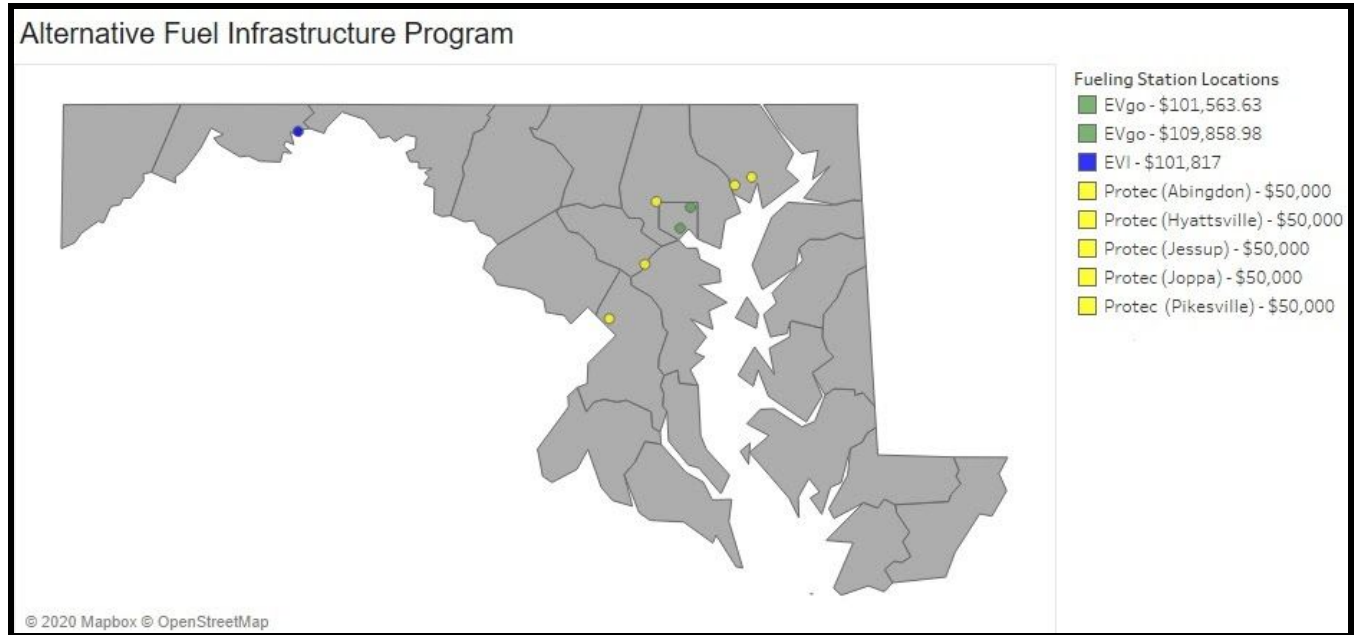 Alternative Fuel Infrastructure Program
Fueling Station Locations
EVgo - $101,563.63
EVgo - $109,858.98
EVI - $101,817
Protec (Abingdon) - $50,000
Protec (Hyattsville) - $50,000
Protec (Jessup) - $50,000
Protec (Joppa) - $50,000
Protec (Pikesville) - $50,000
© 2020 Mapbox © OpenStreetMap